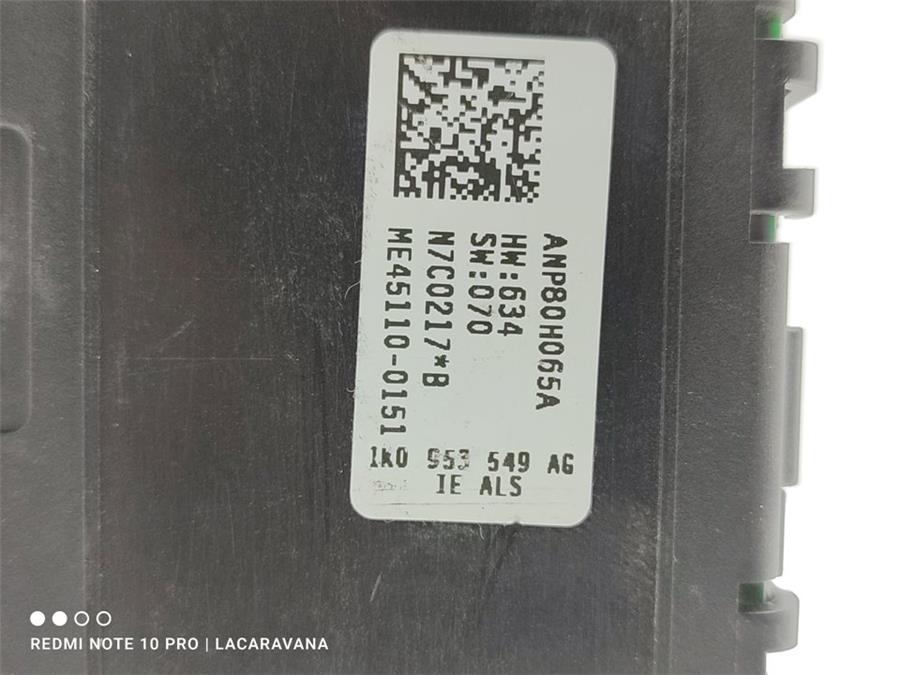 ANP80H065A
HW:634
SW:070
N7C0217*B
ME45110-0151
1K0 953 549 AG
IE ALS
REDMI NOTE 10 PRO | LACARAVANA